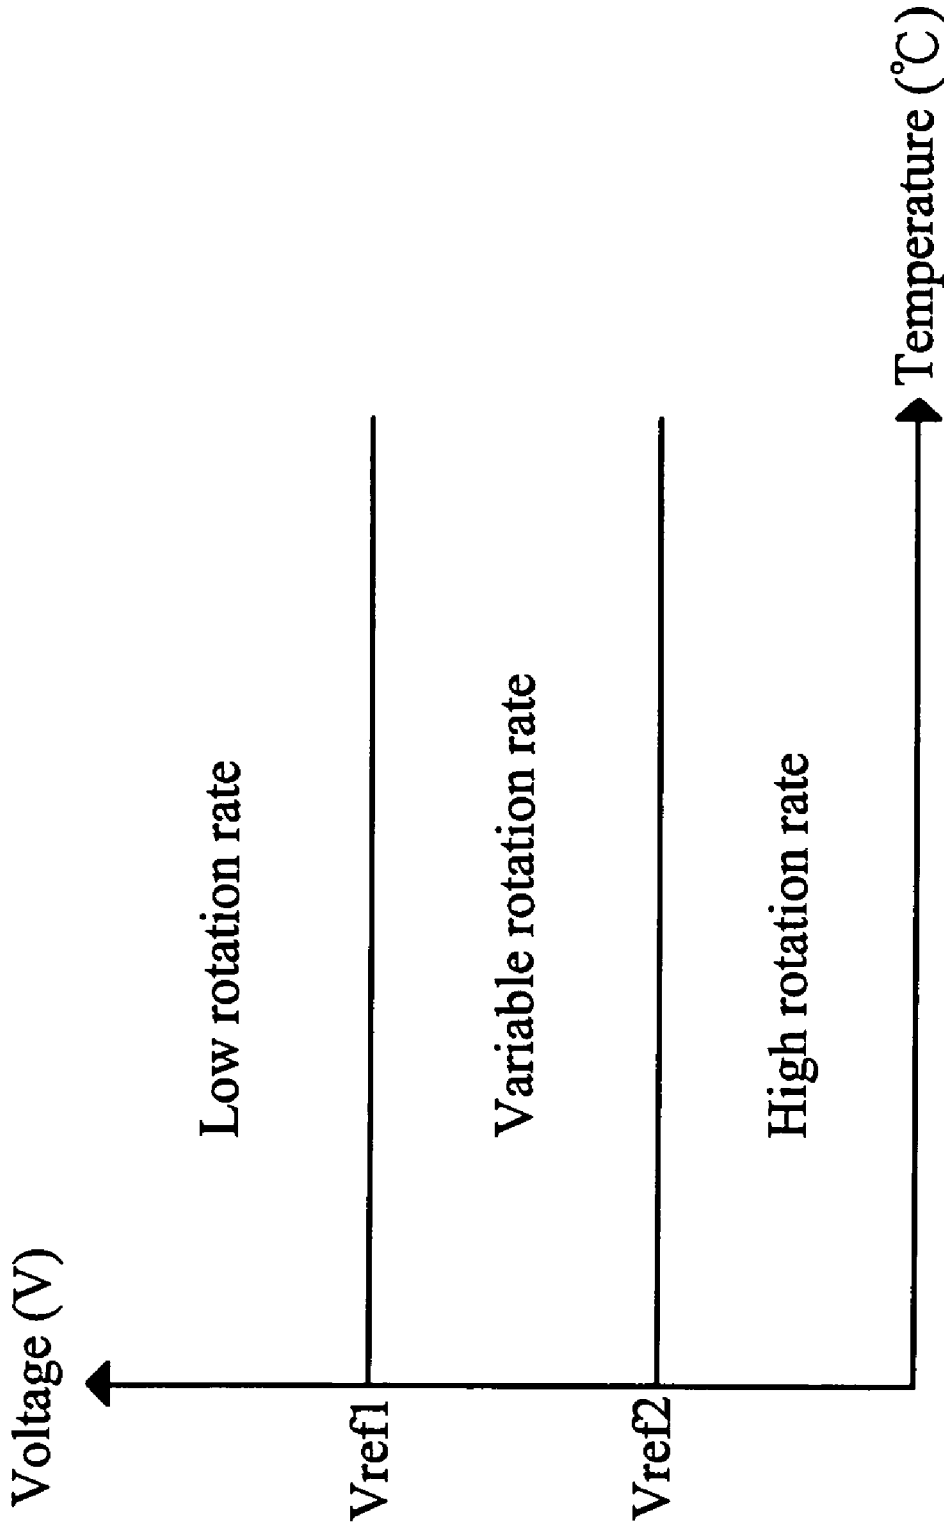 Voltage (V)
Low rotation rate
Vref1
Variable rotation rate
Vref2
High rotation rate
Temperature (℃)